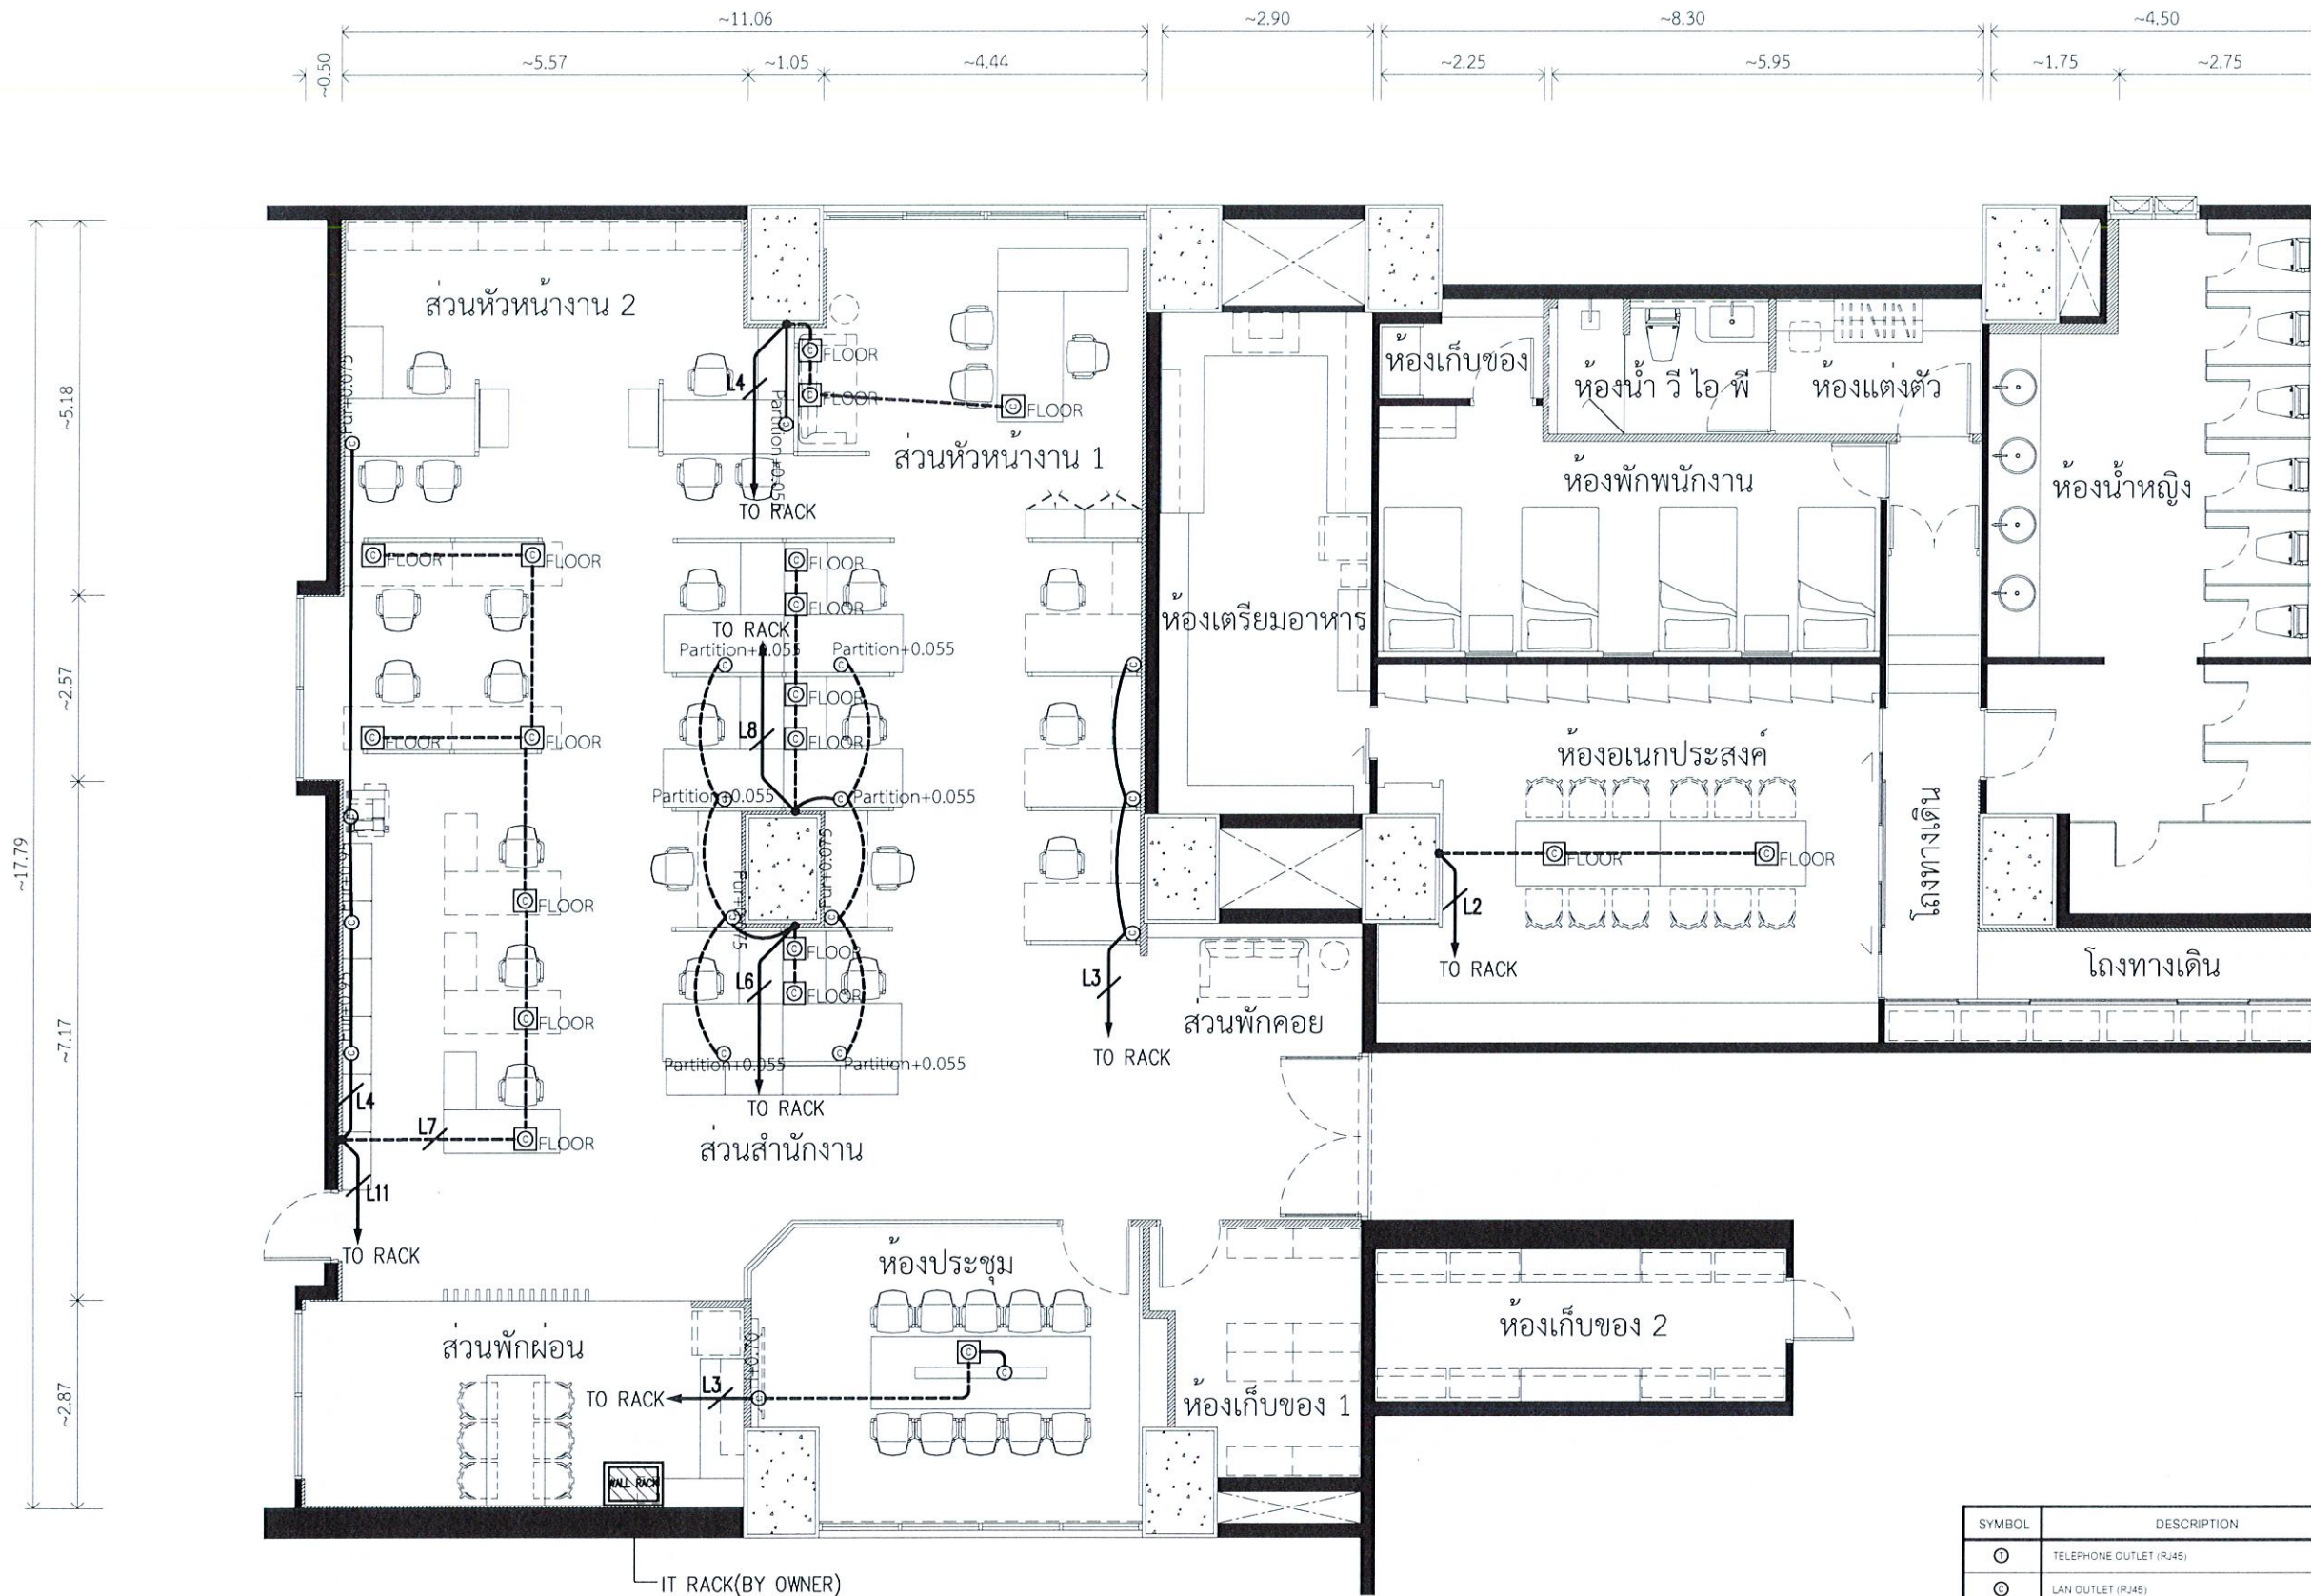 ~11.06
~2.90
~8.30
~4.50
~0.50
~5.57
~1.05
~4.44
~2.25
~5.95
~1.75
~2.75
~17.79
~5.18
~2.57
~7.17
~2.87
ส่วนหัวหน้างาน 2
FLOOR
L4
FLOOR
FLOOR
Partition+0.055
TO RACK
ส่วนหัวหน้างาน 1
ห้องเก็บของ
ห้องน้ำ วี ไอ พี
ห้องแต่งตัว
ห้องพักพนักงาน
ห้องน้ำหญิง
FLOOR
FLOOR
FLOOR
FLOOR
FLOOR
FLOOR
TO RACK
Partition+0.055
Partition+0.055
FLOOR
L8
FLOOR
Partition+0.055
Partition+0.055
ห้องเตรียมอาหาร
ห้องอเนกประสงค์
FLOOR
FLOOR
L2
TO RACK
โถงทางเดิน
โถงทางเดิน
FLOOR
FLOOR
FLOOR
FLOOR
L6
FLOOR
Partition+0.055
Partition+0.055
TO RACK
L3
TO RACK
ส่วนพักคอย
L4
L7
L11
TO RACK
ส่วนสำนักงาน
ห้องประชุม
ส่วนพักผ่อน
TO RACK
L3
ห้องเก็บของ 1
ห้องเก็บของ 2
WALL RACK
IT RACK(BY OWNER)
SYMBOL
DESCRIPTION
T
TELEPHONE OUTLET (RJ45)
C
LAN OUTLET (RJ45)